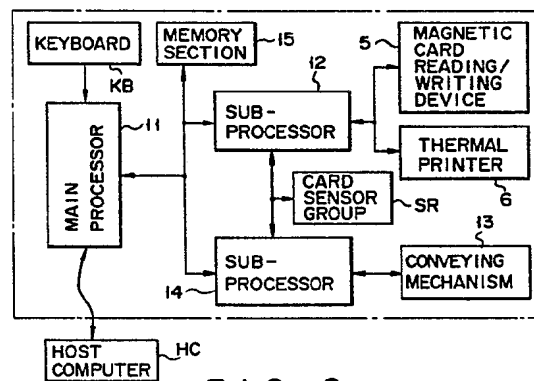 KEYBOARD
KB
MEMORY
SECTION
15
5
MAGNETIC
CARD
READING/
WRITING
DEVICE
11
MAIN
PROCESSOR
12
SUB-
PROCESSOR
THERMAL
PRINTER
6
CARD
SENSOR
GROUP
SR
13
SUB-
PROCESSOR
14
CONVEYING
MECHANISM
HOST
COMPUTER
HC